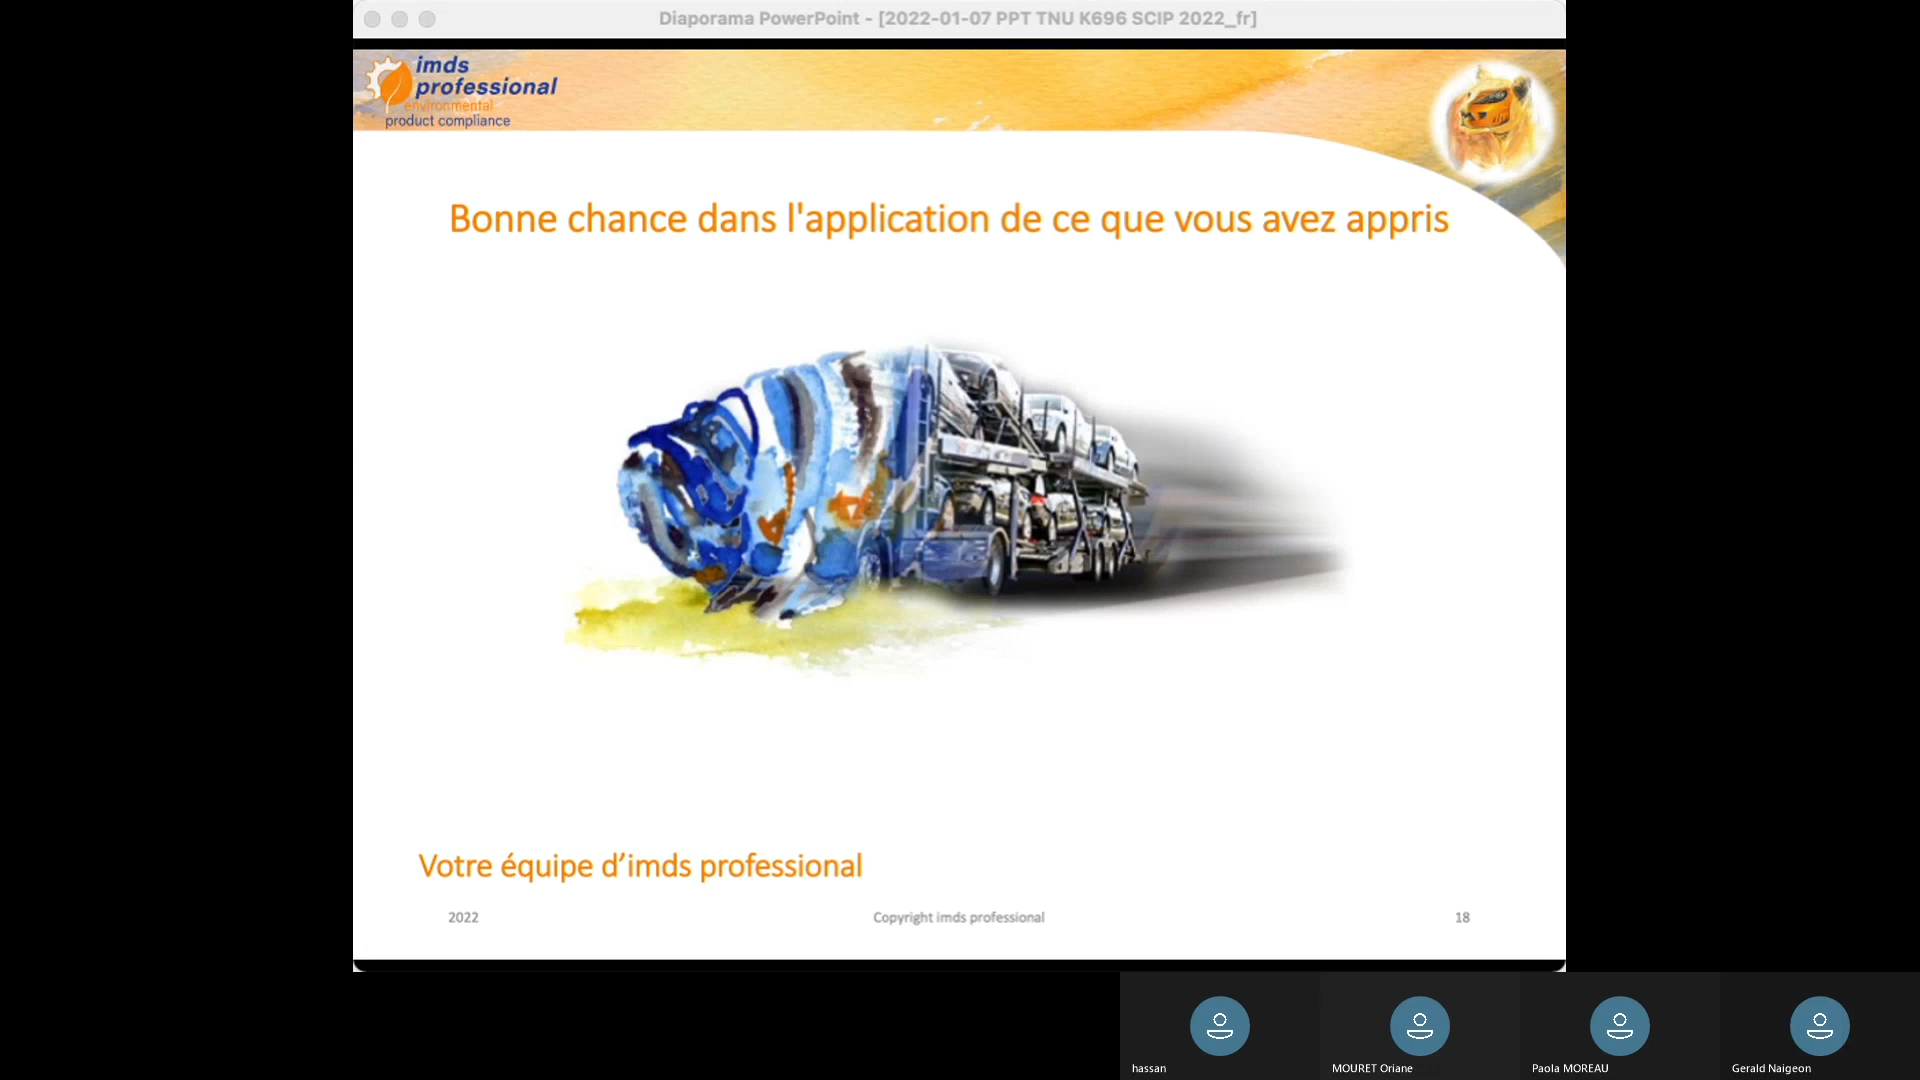 Diaporama PowerPoint - [2022-01-07 PPT TNU K696 SCIP 2022_fr]
imds
professional
environmental
product compliance
Bonne chance dans l'application de ce que vous avez appris
Votre équipe d’imds professional
2022
Copyright imds professional
18
hassan
MOURET Oriane
Paola MOREAU
Gerald Naigeon